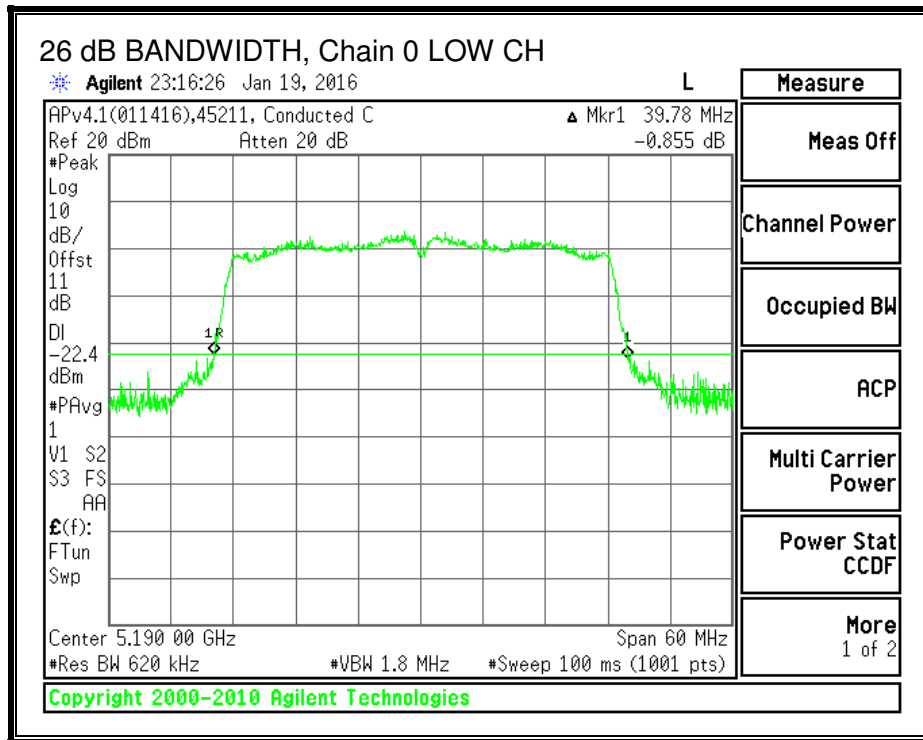 26 dB BANDWIDTH, Chain 0 LOW CH
Agilent 23:16:26 Jan 19, 2016 L
Measure
APv4.1(011416),45211, Conducted C
Δ Mkr1 39.78 MHz
Ref 20 dBm Atten 20 dB -0.855 dB
#Peak
Log
10
dB/
Offst
11
dB
DI
-22.4
dBm
#PAvg
1
V1 S2
S3 FS
AA
£(f):
FTun
Swp
1R
1
Center 5.190 00 GHz Span 60 MHz
#Res BW 620 kHz #VBW 1.8 MHz #Sweep 100 ms (1001 pts)
Meas Off
Channel Power
Occupied BW
ACP
Multi Carrier
Power
Power Stat
CCDF
More
1 of 2
Copyright 2000-2010 Agilent Technologies